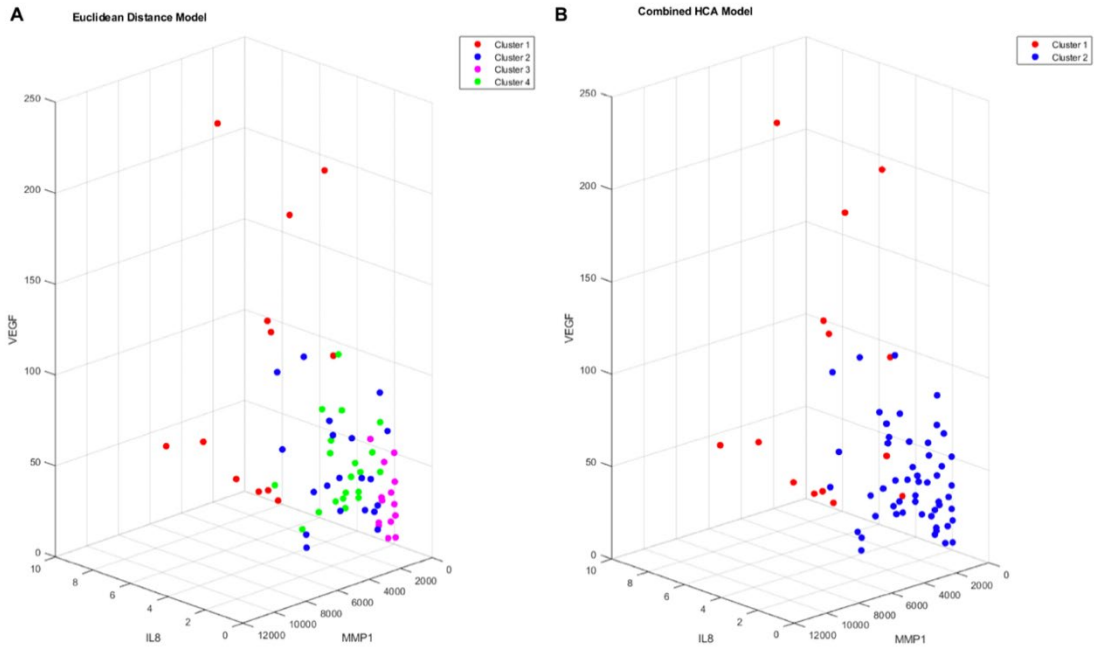 A
Euclidean Distance Model
Cluster 1
Cluster 2
Cluster 3
Cluster 4
250
200
150
100
50
0
VEGF
10
8
6
4
2
0
IL8
12000
10000
8000
6000
4000
2000
0
MMP1
B
Combined HCA Model
Cluster 1
Cluster 2
250
200
150
100
50
0
VEGF
10
8
6
4
2
0
IL8
12000
10000
8000
6000
4000
2000
0
MMP1